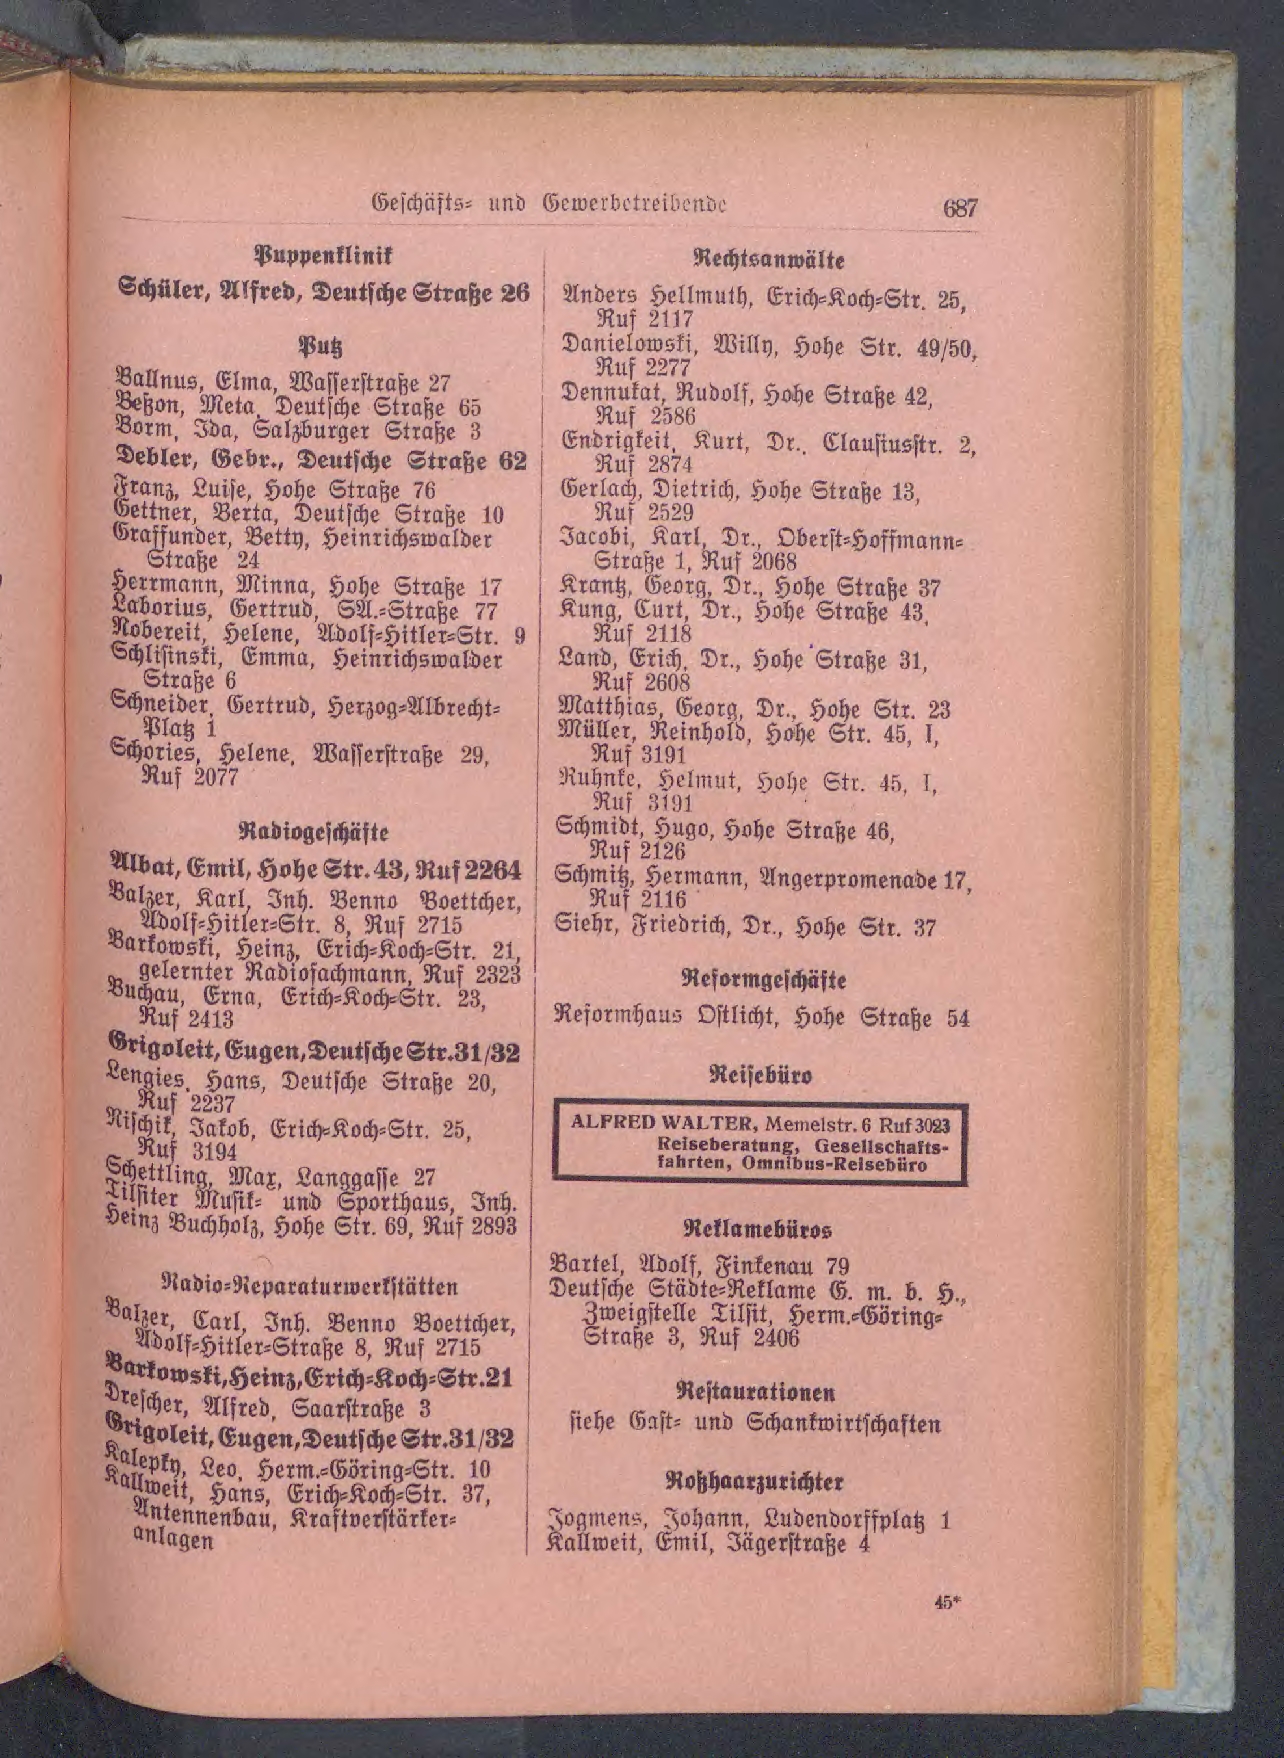 Geschäfts- und Gewerbetreibende
687
Puppenklinik
Schüler, Alfred, Deutsche Straße 26
Putz
Ballnus, Elma, Wasserstraße 27
Beßon, Meta, Deutsche Straße 65
Borm, Ida, Salzburger Straße 3
Debler, Gebr., Deutsche Straße 62
Franz, Luise, Hohe Straße 76
Gettner, Berta, Deutsche Straße 10
Graffunder, Betty, Heinrichswalder
Straße 24
Herrmann, Minna, Hohe Straße 17
Laborius, Gertrud, SA.-Straße 77
Nobereit, Helene, Adolf-Hitler-Str. 9
Schlisinski, Emma, Heinrichswalder
Straße 6
Schneider, Gertrud, Herzog-Albrecht-
Platz 1
Schories, Helene, Wasserstraße 29,
Ruf 2077
Radiogeschäfte
Albat, Emil, Hohe Str. 43, Ruf 2264
Balzer, Karl, Inh. Benno Boettcher,
Adolf-Hitler-Str. 8, Ruf 2715
Barkowski, Heinz, Erich-Koch-Str. 21,
gelernter Radiofachmann, Ruf 2323
Buchau, Erna, Erich-Koch-Str. 23,
Ruf 2413
Grigoleit, Eugen, Deutsche Str. 31/32
Lengies, Hans, Deutsche Straße 20,
Ruf 2237
Nischik, Jakob, Erich-Koch-Str. 25,
Ruf 3194
Schettling, Max, Langgasse 27
Tilsiter Musik- und Sporthaus, Inh.
Heinz Buchholz, Hohe Str. 69, Ruf 2893
Radio-Reparaturwerkstätten
Balzer, Carl, Inh. Benno Boettcher,
Adolf-Hitler-Straße 8, Ruf 2715
Barkowski, Heinz, Erich-Koch-Str. 21
Drescher, Alfred, Saarstraße 3
Grigoleit, Eugen, Deutsche Str. 31/32
Kalepky, Leo, Herm.-Göring-Str. 10
Kallweit, Hans, Erich-Koch-Str. 37,
Antennenbau, Kraftverstärker-
anlagen
Rechtsanwälte
Anders Hellmuth, Erich-Koch-Str. 25,
Ruf 2117
Danielowski, Willy, Hohe Str. 49/50,
Ruf 2277
Dennukat, Rudolf, Hohe Straße 42,
Ruf 2586
Endrigkeit, Kurt, Dr., Clausiusstr. 2,
Ruf 2874
Gerlach, Dietrich, Hohe Straße 13,
Ruf 2529
Jacobi, Karl, Dr., Oberst-Hoffmann-
Straße 1, Ruf 2068
Krantz, Georg, Dr., Hohe Straße 37
Kung, Curt, Dr., Hohe Straße 43,
Ruf 2118
Land, Erich, Dr., Hohe Straße 31,
Ruf 2608
Matthias, Georg, Dr., Hohe Str. 23
Müller, Reinhold, Hohe Str. 45, I,
Ruf 3191
Ruhnke, Helmut, Hohe Str. 45, I,
Ruf 3191
Schmidt, Hugo, Hohe Straße 46,
Ruf 2126
Schmitz, Hermann, Angerpromenade 17,
Ruf 2116
Siehr, Friedrich, Dr., Hohe Str. 37
Reformgeschäfte
Reformhaus Ostlicht, Hohe Straße 54
Reisebüro
ALFRED WALTER, Memelstr. 6 Ruf 3023
Reiseberatung, Gesellschafts-
fahrten, Omnibus-Reisebüro
Reklamebüros
Bartel, Adolf, Finkenau 79
Deutsche Städte-Reklame G. m. b. H.,
Zweigstelle Tilsit, Herm.-Göring-
Straße 3, Ruf 2406
Restaurationen
siehe Gast- und Schankwirtschaften
Roßhaarzurichter
Jogmens, Johann, Ludendorffplatz 1
Kallweit, Emil, Jägerstraße 4
45*